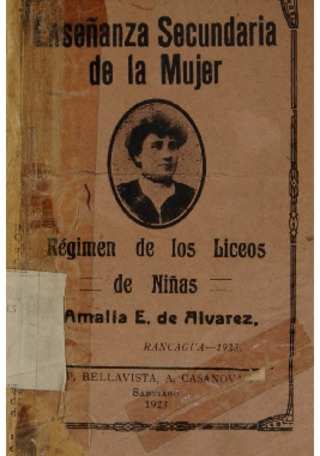 Enseñanza Secundaria
de la Mujer
Régimen de los Liceos
de Niñas
Amalia E. de Alvarez.
RANCAGUA—1923.
P. BELLAVISTA, A. CASANOVA
SANTIAGO
1923